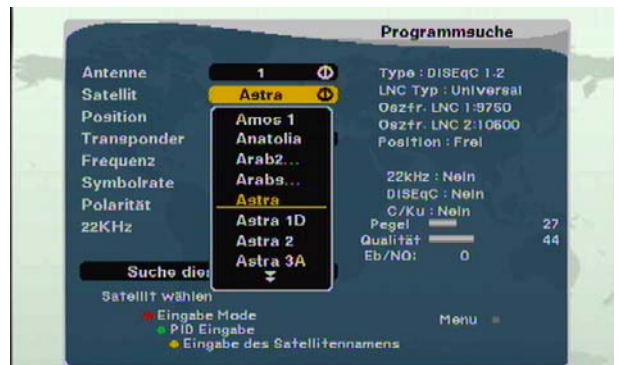 Programmsuche
Antenne 1
Satellit Astra
Position
Transponder
Frequenz
Symbolrate
Polarität
22KHz
Amos 1
Anatolia
Arab2...
Arabs...
Astra
Astra 1D
Astra 2
Astra 3A
Type : DISEqC 1.2
LNC Typ : Universal
Oszfr. LNC 1:9750
Oszfr. LNC 2:10600
Position : Frei
22kHz : Nein
DISEqC : Nein
C/Ku : Nein
Pegel 27
Qualität 44
Eb/N0: 0
Suche die
Satellit wählen
Eingabe Mode
PID Eingabe
Eingabe des Satellitennamens
Menu